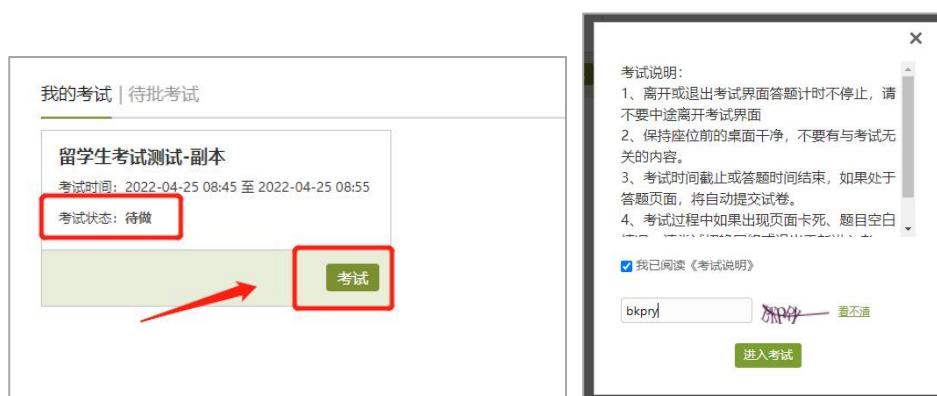 我的考试 | 待批考试
留学生考试测试-副本
考试时间：2022-04-25 08:45 至 2022-04-25 08:55
考试状态：待做
考试
考试说明：
1、离开或退出考试界面答题计时不停止，请
不要中途离开考试界面
2、保持座位前的桌面干净，不要有与考试无
关的内容。
3、考试时间截止或答题时间结束，如果处于
答题页面，将自动提交试卷。
4、考试过程中如果出现页面卡死、题目空白
我已阅读《考试说明》
bkpry
看不清
进入考试